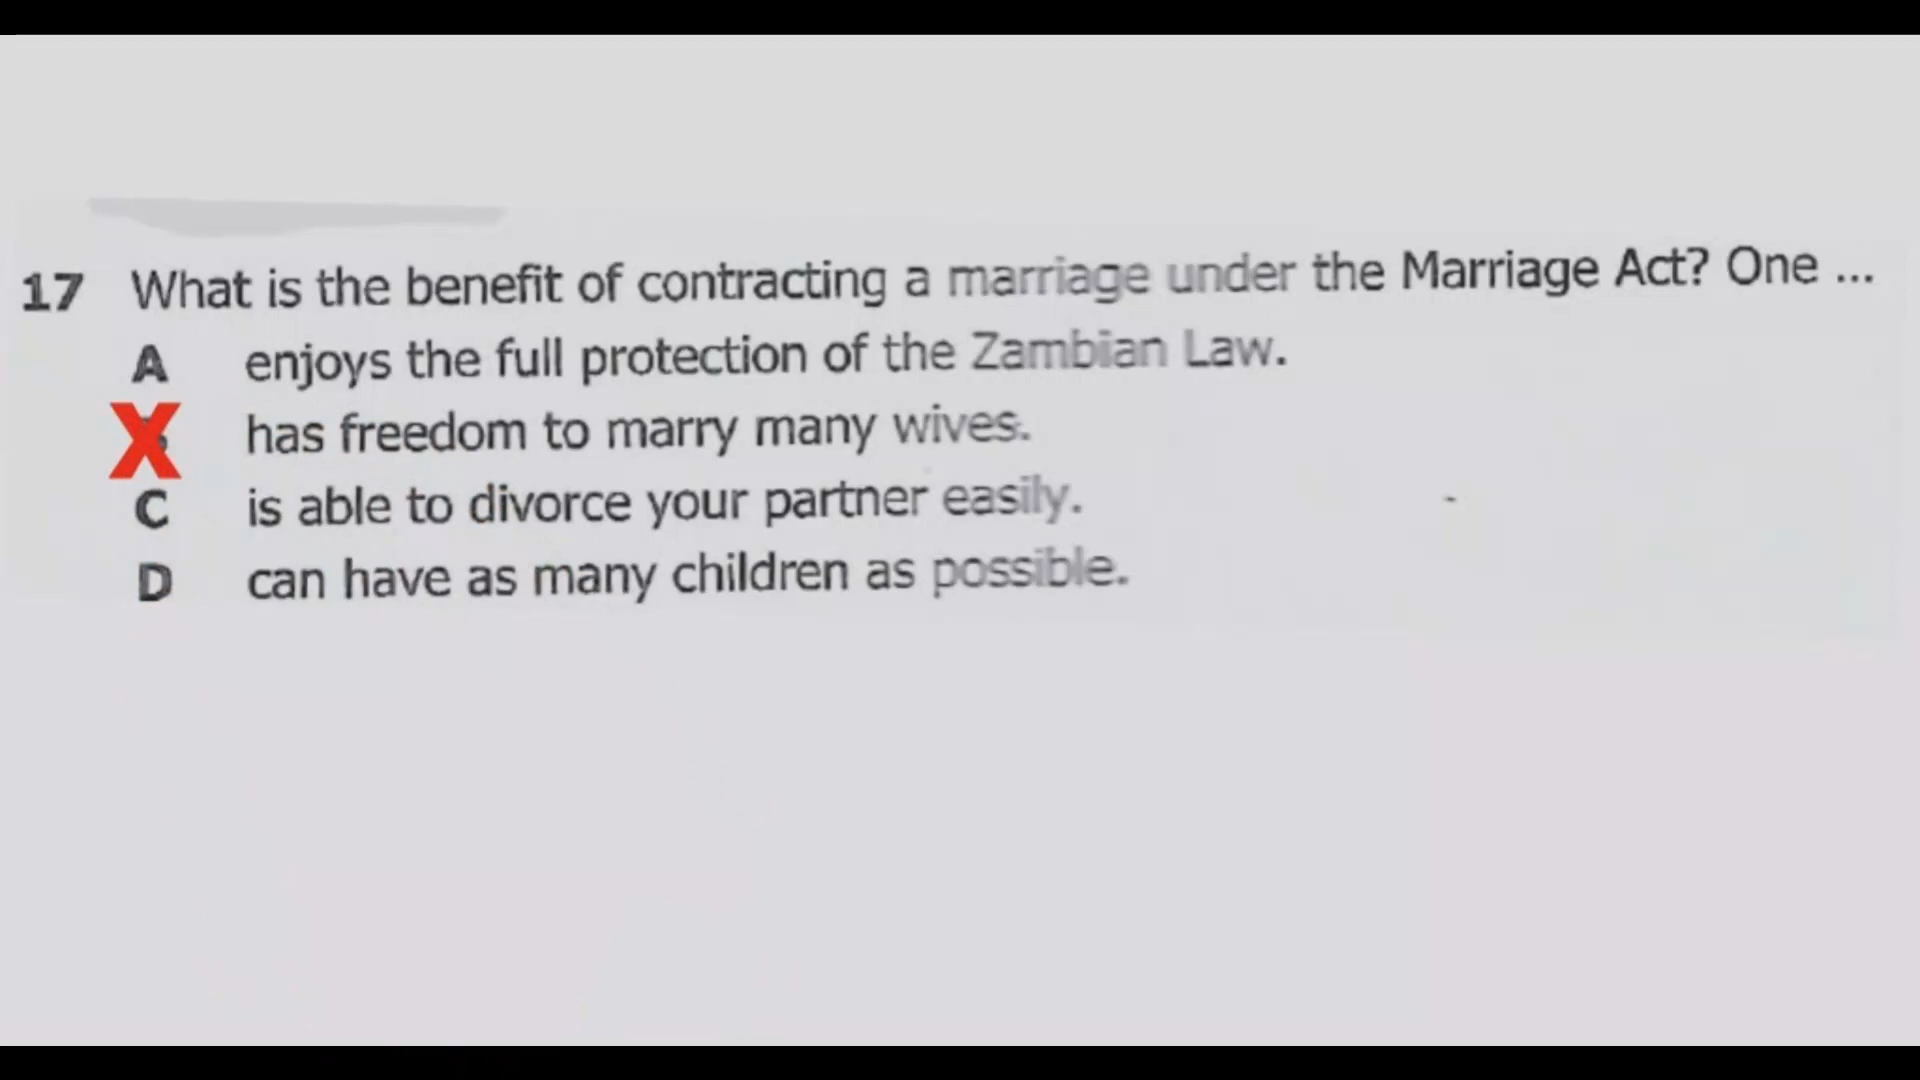 17 What is the benefit of contracting a marriage under the Marriage Act? One ...
A enjoys the full protection of the Zambian Law.
X has freedom to marry many wives.
C is able to divorce your partner easily.
D can have as many children as possible.